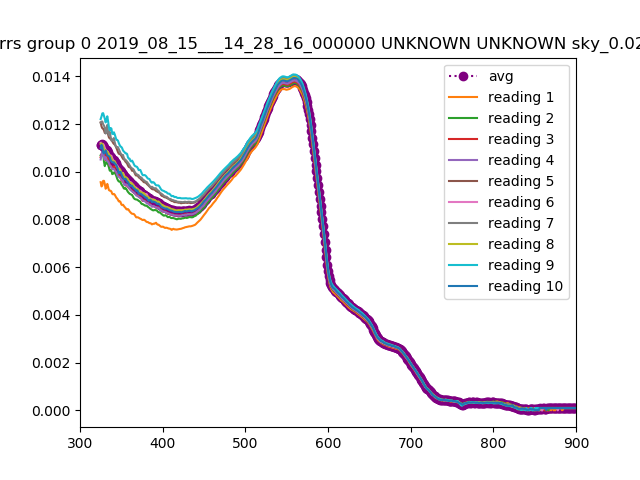 rrs group 0 2019_08_15___14_28_16_000000 UNKNOWN UNKNOWN sky_0.02
0.014
0.012
0.010
0.008
0.006
0.004
0.002
0.000
300
400
500
600
700
800
900
avg
reading 1
reading 2
reading 3
reading 4
reading 5
reading 6
reading 7
reading 8
reading 9
reading 10